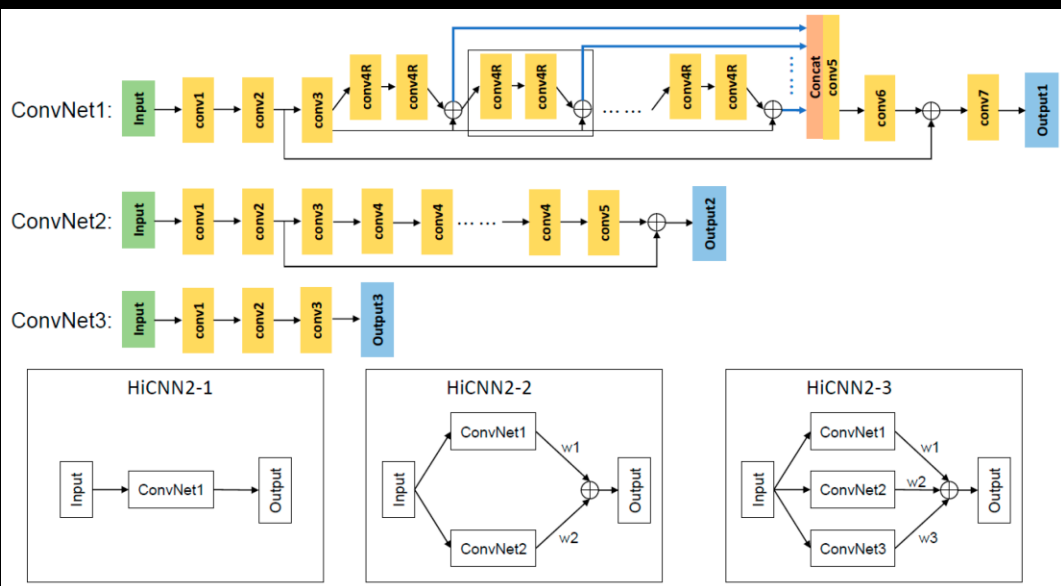 ConvNet1:
Input
conv1
conv2
conv3
conv4R
conv4R
conv4R
conv4R
... ...
conv4R
conv4R
Concat
conv5
conv6
conv7
Output1
ConvNet2:
Input
conv1
conv2
conv3
conv4
conv4
... ...
conv4
conv5
Output2
ConvNet3:
Input
conv1
conv2
conv3
Output3
HiCNN2-1
Input
ConvNet1
Output
HiCNN2-2
Input
ConvNet1
w1
ConvNet2
w2
Output
HiCNN2-3
Input
ConvNet1
w1
ConvNet2
w2
ConvNet3
w3
Output